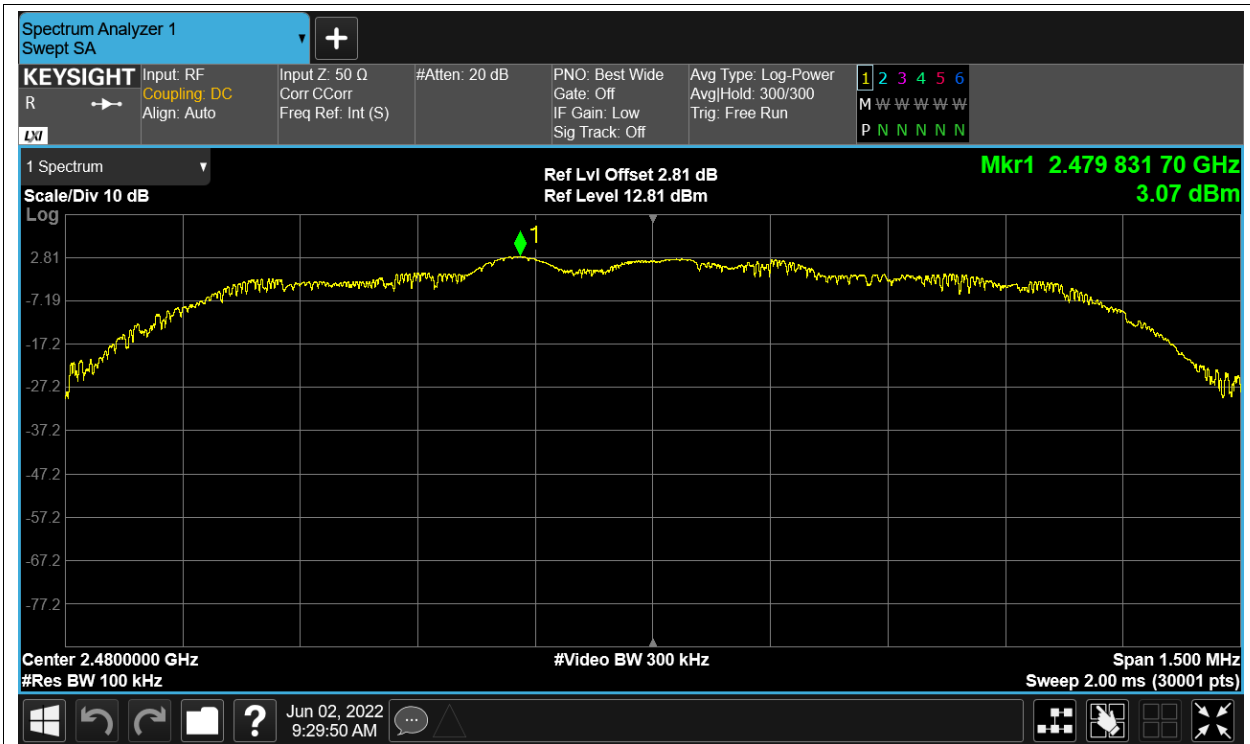 Spectrum Analyzer 1
Swept SA
KEYSIGHT
R
LXI
Input: RF
Coupling: DC
Align: Auto
Input Z: 50 Ω
Corr CCorr
Freq Ref: Int (S)
#Atten: 20 dB
PNO: Best Wide
Gate: Off
IF Gain: Low
Sig Track: Off
Avg Type: Log-Power
Avg|Hold: 300/300
Trig: Free Run
1 2 3 4 5 6
M W W W W W W
P N N N N N N
1 Spectrum
Scale/Div 10 dB
Log
Ref Lvl Offset 2.81 dB
Ref Level 12.81 dBm
Mkr1 2.479 831 70 GHz
3.07 dBm
1
2.81
-7.19
-17.2
-27.2
-37.2
-47.2
-57.2
-67.2
-77.2
Center 2.4800000 GHz
#Res BW 100 kHz
#Video BW 300 kHz
Span 1.500 MHz
Sweep 2.00 ms (30001 pts)
?
Jun 02, 2022
9:29:50 AM